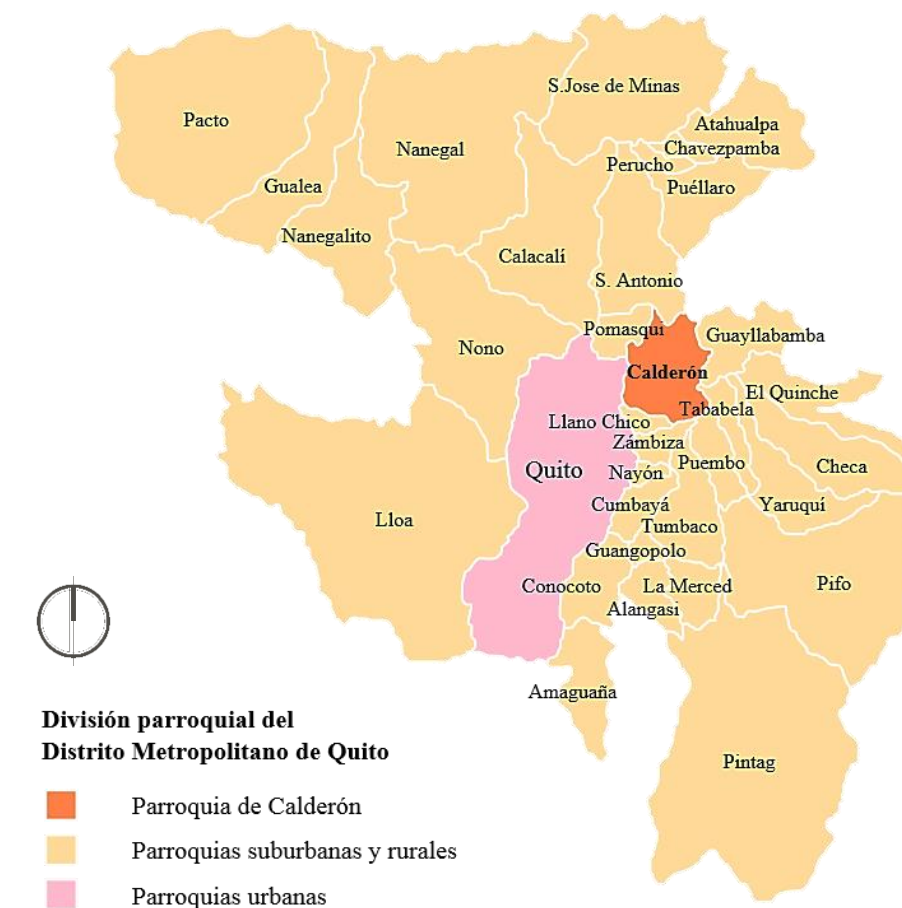 S.Jose de Minas
Pacto
Atahualpa
Nanegal
Chavezpamba
Perucho
Gualea
Puéllaro
Nanegalito
Calacalí
S. Antonio
Pomasqui
Guayllabamba
Nono
Calderón
El Quinche
Tababela
Llano Chico
Zámbiza
Puembo
Checa
Quito
Nayón
Cumbayá
Yaruquí
Lloa
Tumbaco
Guangopolo
Conocoto
La Merced
Pifo
Alangasi
Amaguaña
División parroquial del
Distrito Metropolitano de Quito
Pintag
Parroquia de Calderón
Parroquias suburbanas y rurales
Parroquias urbanas